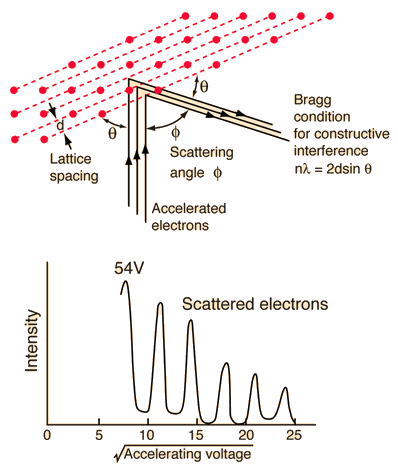 θ
d
θ
ϕ
Lattice
spacing
Scattering
angle ϕ
Accelerated
electrons
Bragg
condition
for constructive
interference
nλ = 2dsin θ
54V
Scattered electrons
Intensity
0 5 10 15 20 25
√Accelerating voltage